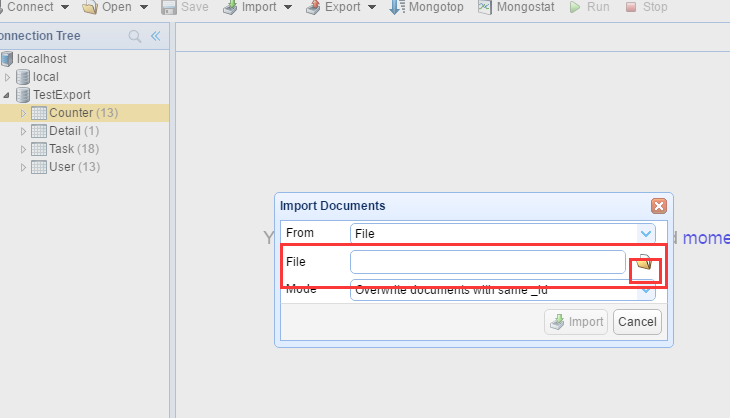 Connect Open Save Import Export Mongotop Mongostat Run Stop
onnection Tree
localhost
local
TestExport
Counter (13)
Detail (1)
Task (18)
User (13)
Import Documents
From File
Y mome
File
Mode Overwrite documents with same _id
Import Cancel